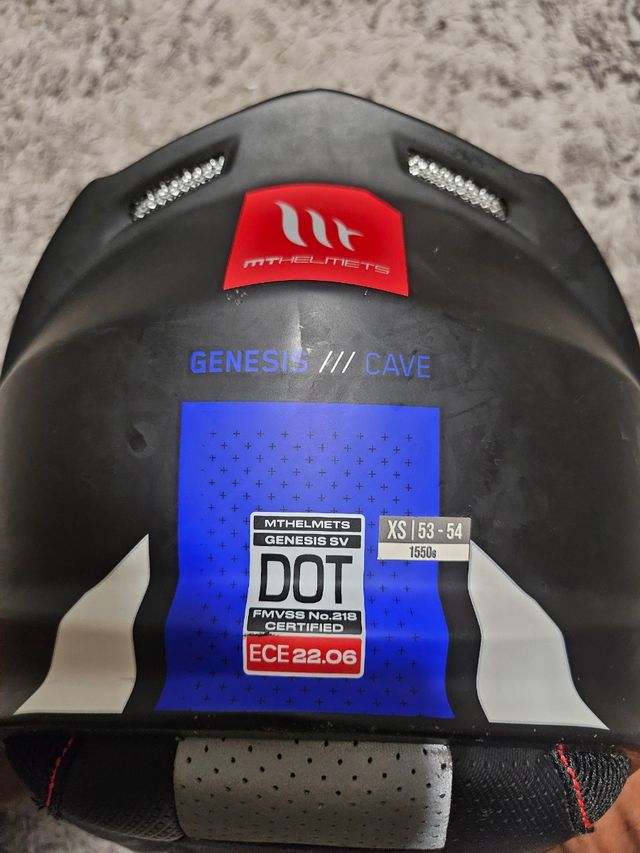 MTHELMETS
GENESIS /// CAVE
MTHELMETS
GENESIS SV
DOT
FMVSS No.218
CERTIFIED
ECE 22.06
XS | 53 - 54
1550g